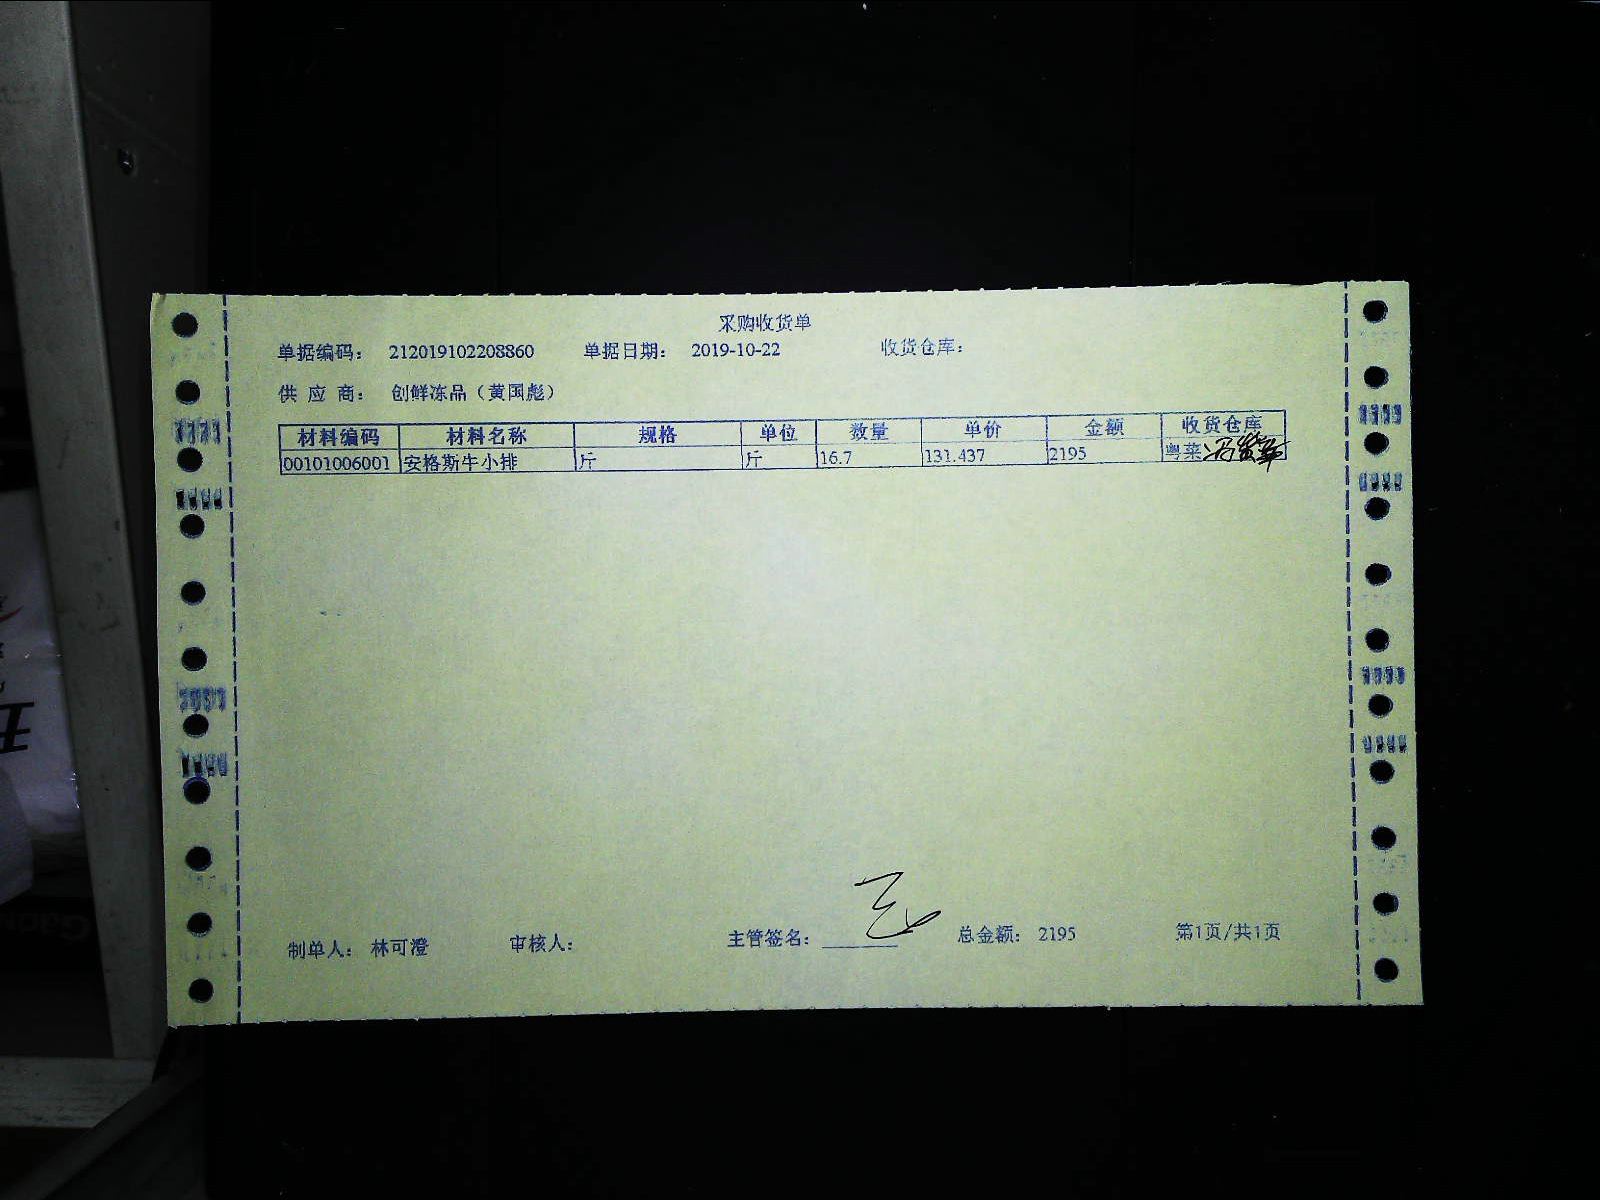 采购收货单
单据编码： 212019102208860 单据日期： 2019-10-22 收货仓库：
供 应 商： 创鲜冻品（黄国彪）
材料编码 材料名称 规格 单位 数量 单价 金额 收货仓库
00101006001 安格斯牛小排 斤 斤 16.7 131.437 2195 粤菜
制单人： 林可澄 审核人： 主管签名： 总金额： 2195 第1页/共1页